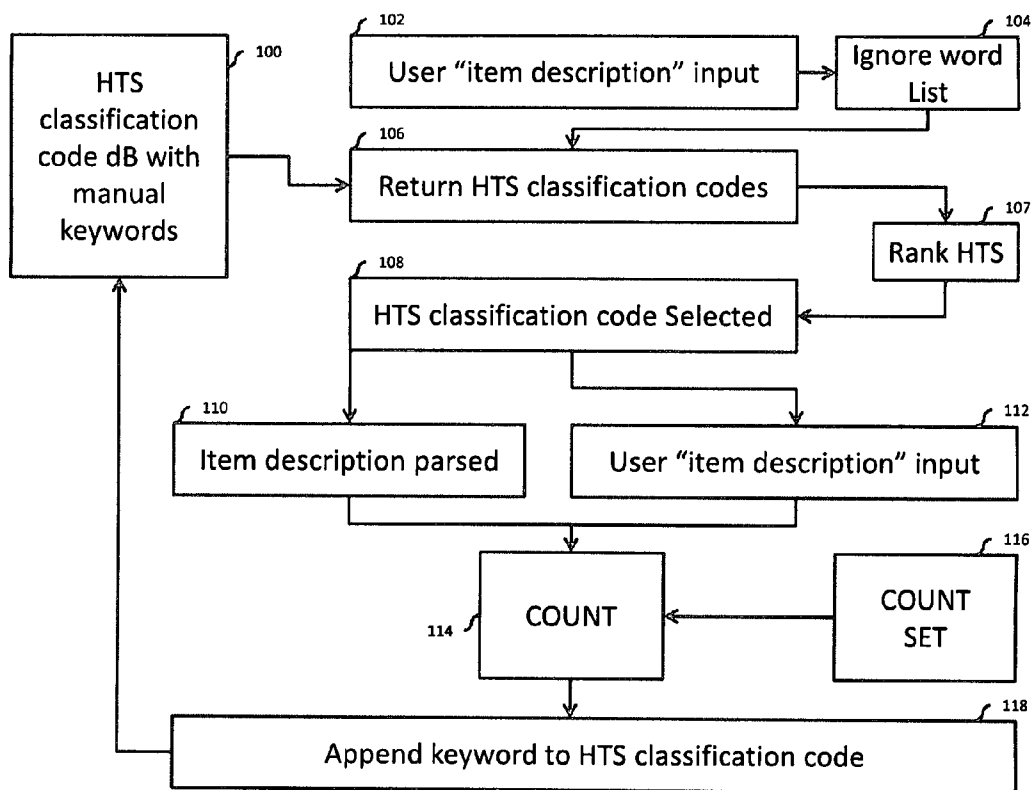 100
HTS
classification
code dB with
manual
keywords
102
User “item description” input
104
Ignore word
List
106
Return HTS classification codes
107
Rank HTS
108
HTS classification code Selected
110
Item description parsed
112
User “item description” input
114
COUNT
116
COUNT
SET
118
Append keyword to HTS classification code